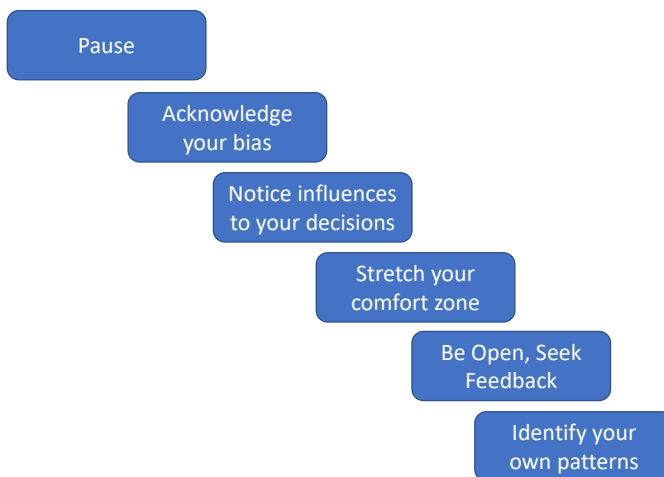 Pause
Acknowledge
your bias
Notice influences
to your decisions
Stretch your
comfort zone
Be Open, Seek
Feedback
Identify your
own patterns